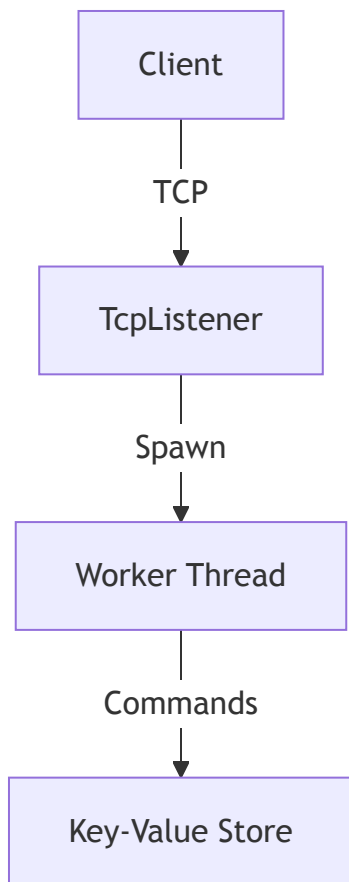 Client
TCP
TcpListener
Spawn
Worker Thread
Commands
Key-Value Store